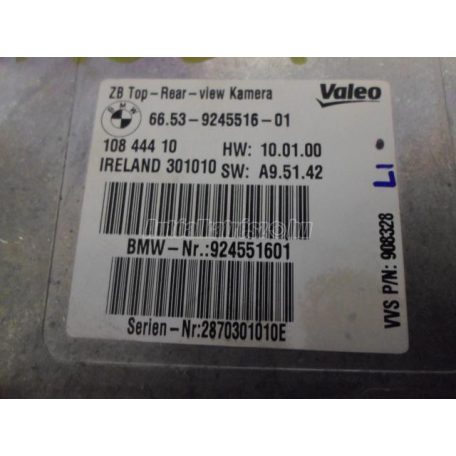 ZB Top-Rear-view Kamera
Valeo
BMW
66.53-9245516-01
108 444 10 HW: 10.01.00
IRELAND 301010 SW: A9.51.42
BMW-Nr.:924551601
Serien-Nr:2870301010E
VVS P/N: 908328
L1